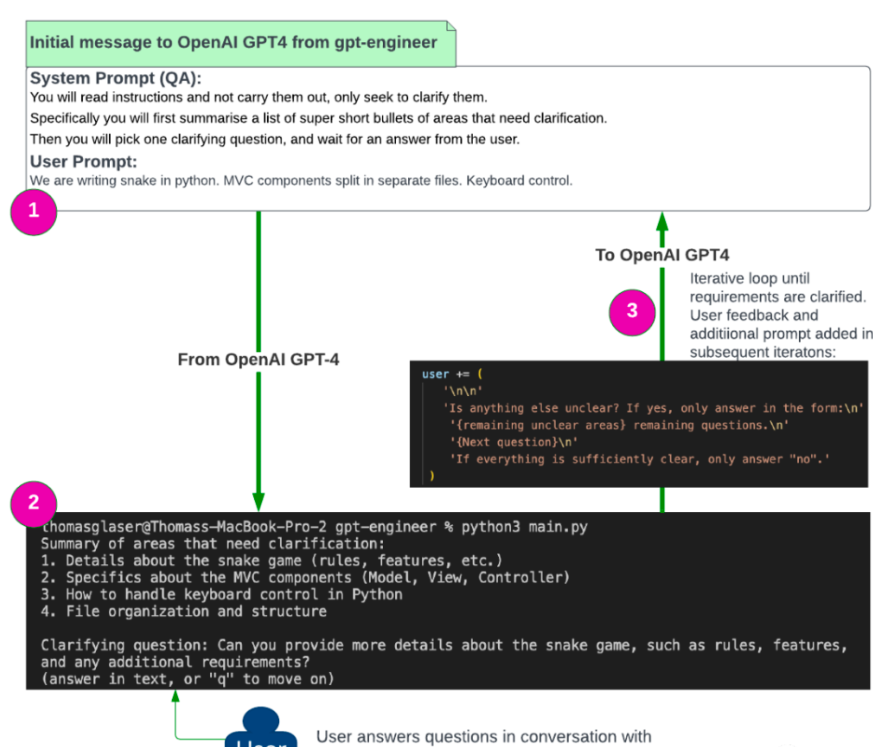 Initial message to OpenAI GPT4 from gpt-engineer
System Prompt (QA):
You will read instructions and not carry them out, only seek to clarify them.
Specifically you will first summarise a list of super short bullets of areas that need clarification.
Then you will pick one clarifying question, and wait for an answer from the user.
User Prompt:
We are writing snake in python. MVC components split in separate files. Keyboard control.
1
To OpenAI GPT4
Iterative loop until
requirements are clarified.
User feedback and
additiional prompt added in
subsequent iteratons:
3
From OpenAI GPT-4
user += (
'\n\n'
'Is anything else unclear? If yes, only answer in the form:\n'
'{remaining unclear areas} remaining questions.\n'
'{Next question}\n'
'If everything is sufficiently clear, only answer "no".'
)
2
thomasglaser@Thomass-MacBook-Pro-2 gpt-engineer % python3 main.py
Summary of areas that need clarification:
1. Details about the snake game (rules, features, etc.)
2. Specifics about the MVC components (Model, View, Controller)
3. How to handle keyboard control in Python
4. File organization and structure
Clarifying question: Can you provide more details about the snake game, such as rules, features,
and any additional requirements?
(answer in text, or "q" to move on)
User
User answers questions in conversation with